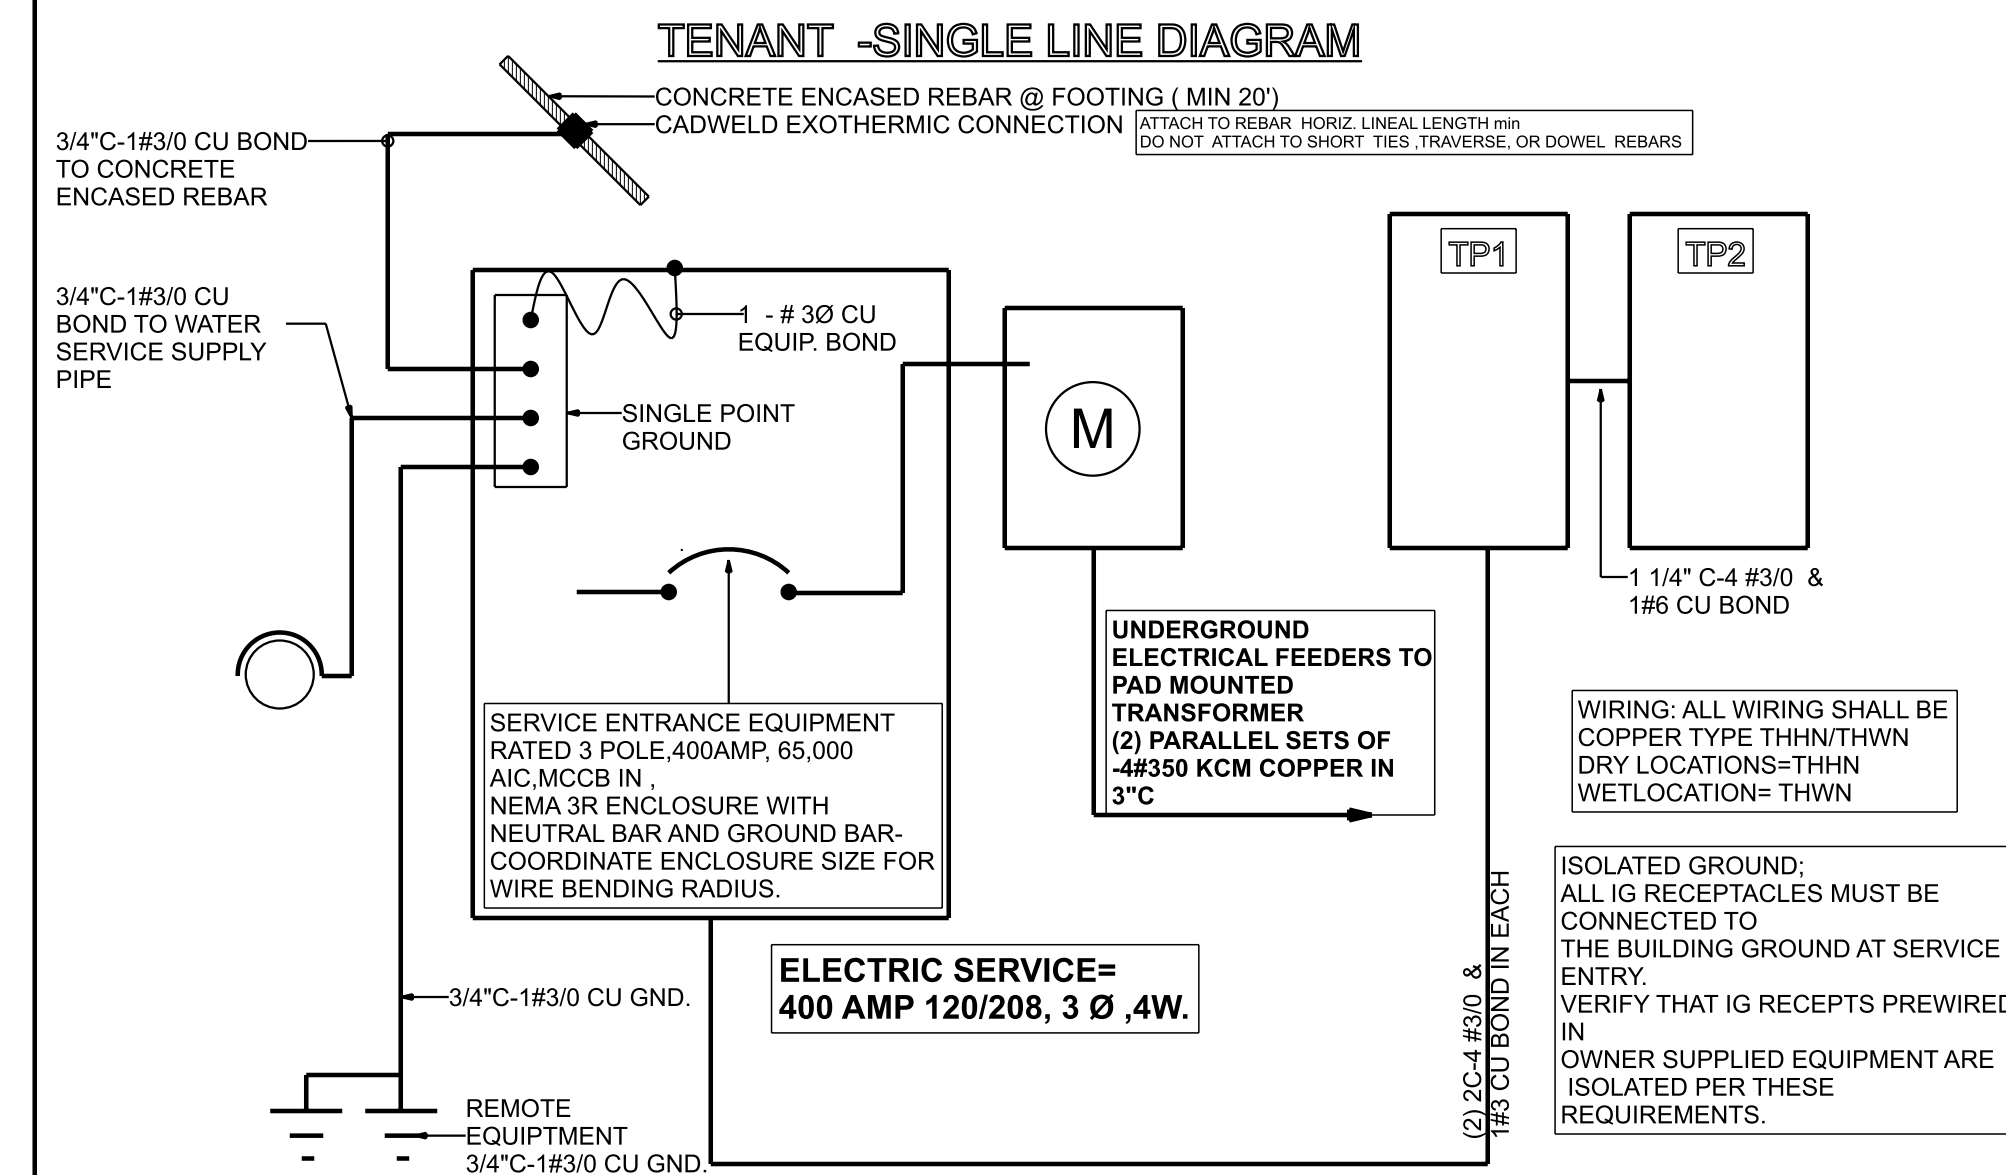 TENANT -SINGLE LINE DIAGRAM
CONCRETE ENCASED REBAR @ FOOTING ( MIN 20')
CADWELD EXOTHERMIC CONNECTION
ATTACH TO REBAR HORIZ. LINEAL LENGTH min
DO NOT ATTACH TO SHORT TIES ,TRAVERSE, OR DOWEL REBARS
3/4"C-1#3/0 CU BOND
TO CONCRETE
ENCASED REBAR
3/4"C-1#3/0 CU
BOND TO WATER
SERVICE SUPPLY
PIPE
1 - # 3Ø CU
EQUIP. BOND
SINGLE POINT
GROUND
M
TP1
TP2
1 1/4" C-4 #3/0 &
1#6 CU BOND
UNDERGROUND
ELECTRICAL FEEDERS TO
PAD MOUNTED
TRANSFORMER
(2) PARALLEL SETS OF
-4#350 KCM COPPER IN
3"C
SERVICE ENTRANCE EQUIPMENT
RATED 3 POLE,400AMP, 65,000
AIC,MCCB IN ,
NEMA 3R ENCLOSURE WITH
NEUTRAL BAR AND GROUND BAR-
COORDINATE ENCLOSURE SIZE FOR
WIRE BENDING RADIUS.
WIRING: ALL WIRING SHALL BE
COPPER TYPE THHN/THWN
DRY LOCATIONS=THHN
WETLOCATION= THWN
ISOLATED GROUND;
ALL IG RECEPTACLES MUST BE
CONNECTED TO
THE BUILDING GROUND AT SERVICE
ENTRY.
VERIFY THAT IG RECEPTS PREWIRED
IN
OWNER SUPPLIED EQUIPMENT ARE
ISOLATED PER THESE
REQUIREMENTS.
ELECTRIC SERVICE=
400 AMP 120/208, 3 Ø ,4W.
(2) 2C-4 #3/0 &
1#3 CU BOND IN EACH
3/4"C-1#3/0 CU GND.
REMOTE
EQUIPTMENT
3/4"C-1#3/0 CU GND.